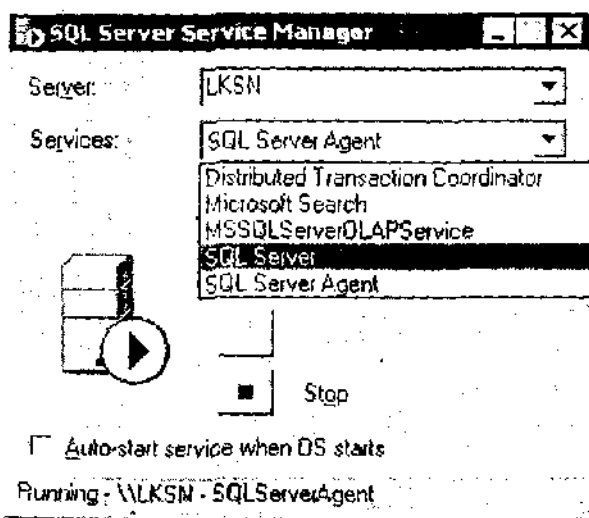 SQL Server Service Manager
Server: LKSN
Services: SQL Server Agent
Distributed Transaction Coordinator
Microsoft Search
MSSQLServerOLAPService
SQL Server
SQL Server Agent
Stop
Auto-start service when OS starts
Running - \\LKSN - SQLServerAgent